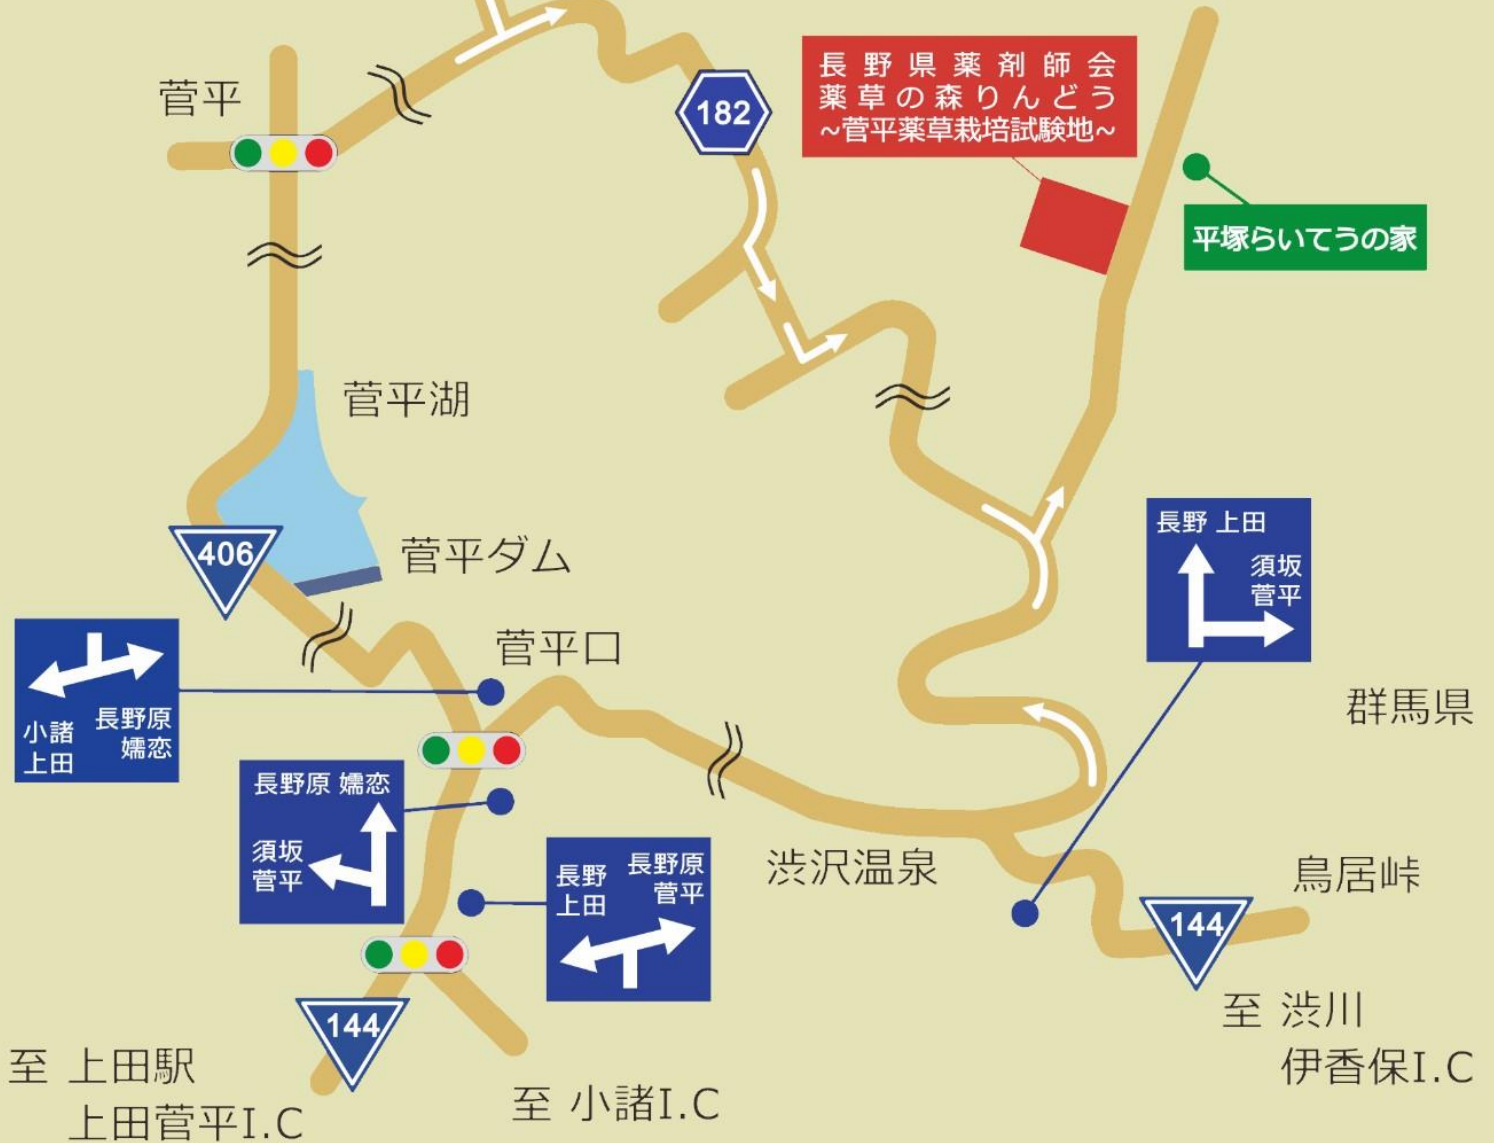 菅平
182
長野県薬剤師会
薬草の森りんどう
~菅平薬草栽培試験地~
平塚らいてうの家
菅平湖
406
菅平ダム
長野 上田
須坂
菅平
菅平口
小諸
上田
長野原
嬬恋
群馬県
長野原 嬬恋
須坂
菅平
長野
上田
長野原
菅平
渋沢温泉
鳥居峠
144
144
至 渋川
伊香保I.C
至 上田駅
上田菅平I.C
至 小諸I.C